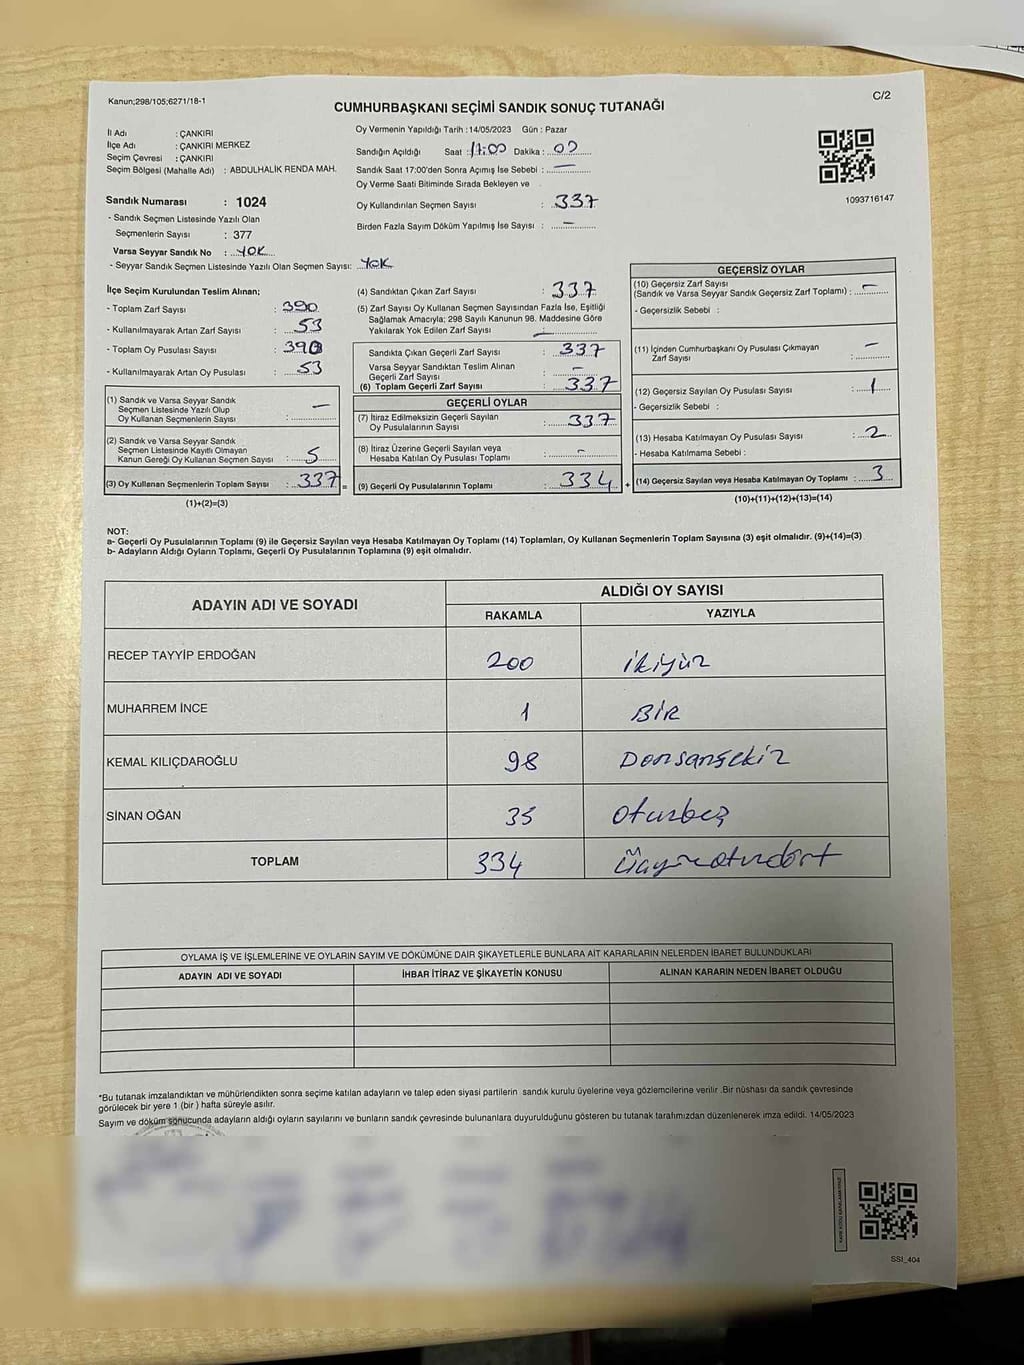 Kanun;298/105;6271/18-1
C/2
CUMHURBAŞKANI SEÇİMİ SANDIK SONUÇ TUTANAĞI
İl Adı : ÇANKIRI
İlçe Adı : ÇANKIRI MERKEZ
Seçim Çevresi : ÇANKIRI
Seçim Bölgesi (Mahalle Adı) : ABDULHALİK RENDA MAH.
Sandık Numarası : 1024
- Sandık Seçmen Listesinde Yazılı Olan
Seçmenlerin Sayısı : 377
Varsa Seyyar Sandık No : YOK
- Seyyar Sandık Seçmen Listesinde Yazılı Olan Seçmen Sayısı: YOK
Oy Vermenin Yapıldığı Tarih : 14/05/2023 Gün : Pazar
Sandığın Açıldığı Saat : 17:00 Dakika : 00
Sandık Saat 17:00'den Sonra Açımış İse Sebebi : —
Oy Verme Saati Bitiminde Sırada Bekleyen ve
Oy Kullandırılan Seçmen Sayısı : 337
Birden Fazla Sayım Döküm Yapılmış İse Sayısı : —
1093716147
İlçe Seçim Kurulundan Teslim Alınan;
- Toplam Zarf Sayısı : 390
- Kullanılmayarak Artan Zarf Sayısı : 53
- Toplam Oy Pusulası Sayısı : 390
- Kullanılmayarak Artan Oy Pusulası : 53
(1) Sandık ve Varsa Seyyar Sandık
Seçmen Listesinde Yazılı Olup
Oy Kullanan Seçmenlerin Sayısı : —
(2) Sandık ve Varsa Seyyar Sandık
Seçmen Listesinde Kayıtlı Olmayan
Kanun Gereği Oy Kullanan Seçmen Sayısı : 5
(3) Oy Kullanan Seçmenlerin Toplam Sayısı : 337 =
(1)+(2)=(3)
(4) Sandıktan Çıkan Zarf Sayısı : 337
(5) Zarf Sayısı Oy Kullanan Seçmen Sayısından Fazla İse, Eşitliği
Sağlamak Amacıyla; 298 Sayılı Kanunun 98. Maddesine Göre
Yakılarak Yok Edilen Zarf Sayısı : —
Sandıkta Çıkan Geçerli Zarf Sayısı : 337
Varsa Seyyar Sandıktan Teslim Alınan
Geçerli Zarf Sayısı : —
(6) Toplam Geçerli Zarf Sayısı : 337
GEÇERLİ OYLAR
(7) İtiraz Edilmeksizin Geçerli Sayılan
Oy Pusulalarının Sayısı : 337
(8) İtiraz Üzerine Geçerli Sayılan veya
Hesaba Katılan Oy Pusulası Toplamı : -
(9) Geçerli Oy Pusulalarının Toplamı : 334 +
GEÇERSİZ OYLAR
(10) Geçersiz Zarf Sayısı
(Sandık ve Varsa Seyyar Sandık Geçersiz Zarf Toplamı) : —
- Geçersizlik Sebebi :
(11) İçinden Cumhurbaşkanı Oy Pusulası Çıkmayan
Zarf Sayısı : —
(12) Geçersiz Sayılan Oy Pusulası Sayısı : 1
- Geçersizlik Sebebi :
(13) Hesaba Katılmayan Oy Pusulası Sayısı : 2
- Hesaba Katılmama Sebebi :
(14) Geçersiz Sayılan veya Hesaba Katılmayan Oy Toplamı : 3
(10)+(11)+(12)+(13)=(14)
NOT:
a- Geçerli Oy Pusulalarının Toplamı (9) ile Geçersiz Sayılan veya Hesaba Katılmayan Oy Toplamı (14) Toplamları, Oy Kullanan Seçmenlerin Toplam Sayısına (3) eşit olmalıdır. (9)+(14)=(3)
b- Adayların Aldığı Oyların Toplamı, Geçerli Oy Pusulalarının Toplamına (9) eşit olmalıdır.
ADAYIN ADI VE SOYADI
ALDIĞI OY SAYISI
RAKAMLA YAZIYLA
RECEP TAYYİP ERDOĞAN 200 ikiyüz
MUHARREM İNCE 1 BİR
KEMAL KILIÇDAROĞLU 98 Doksansekiz
SİNAN OĞAN 35 otuzbeş
TOPLAM 334 üçyüzotuzdört
OYLAMA İŞ VE İŞLEMLERİNE VE OYLARIN SAYIM VE DÖKÜMÜNE DAİR ŞİKAYETLERLE BUNLARA AİT KARARLARIN NELERDEN İBARET BULUNDUKLARI
ADAYIN ADI VE SOYADI İHBAR İTİRAZ VE ŞİKAYETİN KONUSU ALINAN KARARIN NEDEN İBARET OLDUĞU
*Bu tutanak imzalandıktan ve mühürlendikten sonra seçime katılan adayların ve talep eden siyasi partilerin sandık kurulu üyelerine veya gözlemcilerine verilir .Bir nüshası da sandık çevresinde
görülecek bir yere 1 (bir ) hafta süreyle asılır.
Sayım ve döküm sonucunda adayların aldığı oyların sayılarını ve bunların sandık çevresinde bulunanlara duyurulduğunu gösteren bu tutanak tarafımızdan düzenlenerek imza edildi. 14/05/2023
SSI_404